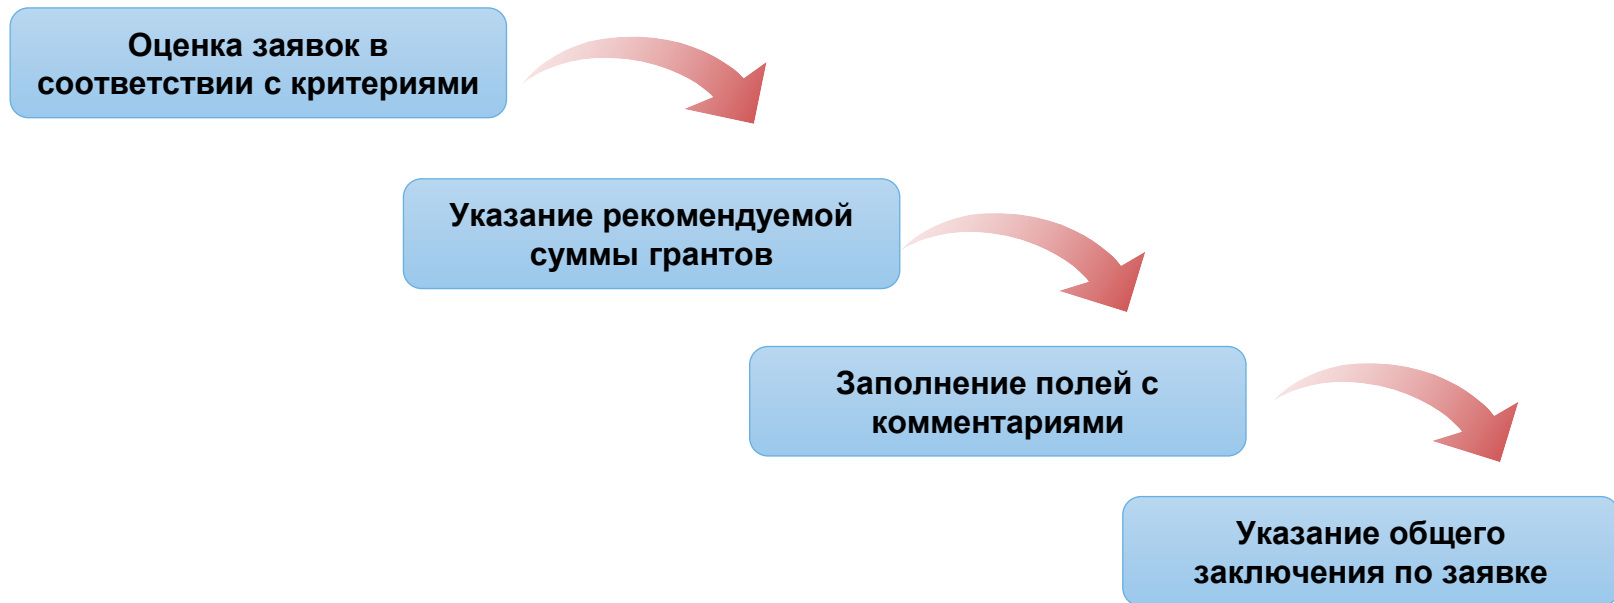 Оценка заявок в
соответствии с критериями
Указание рекомендуемой
суммы грантов
Заполнение полей с
комментариями
Указание общего
заключения по заявке